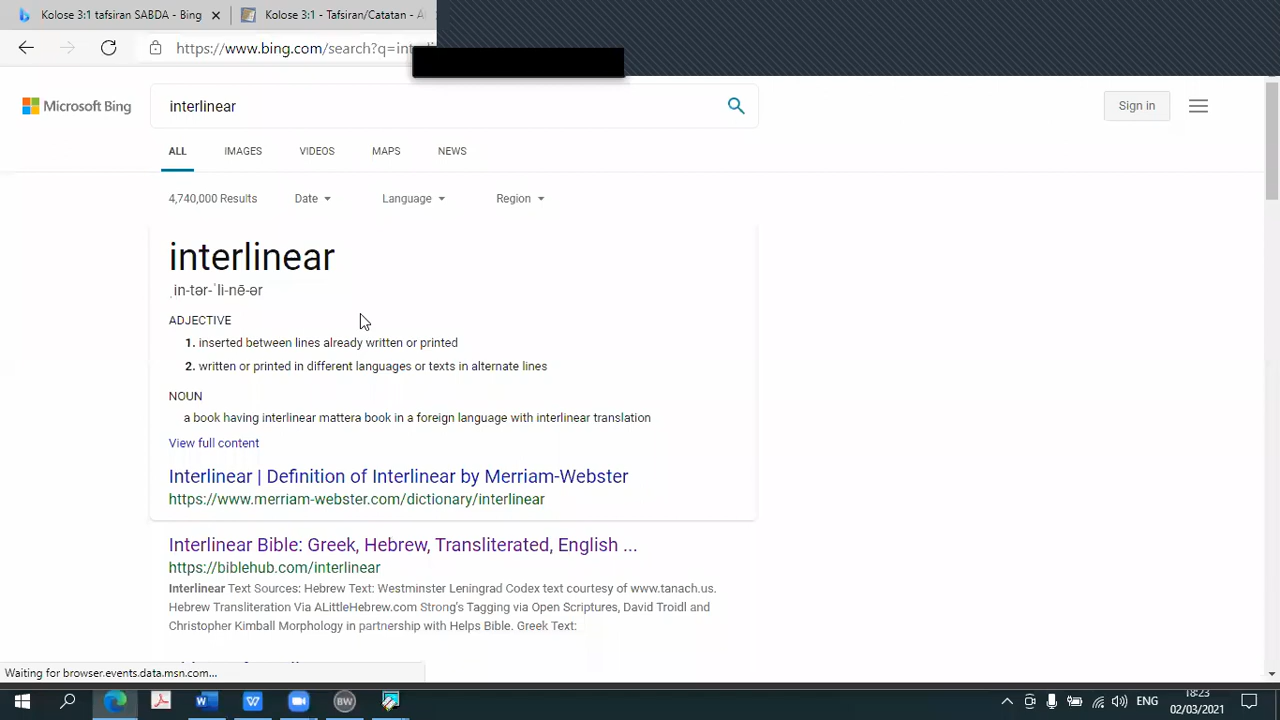 Kolose 3:1 tafsiran SABDA - Bing
Kolose 3:1 - Tafsiran/Catatan - Al
https://www.bing.com/search?q=interli
Microsoft Bing
interlinear
Sign in
ALL IMAGES VIDEOS MAPS NEWS
4,740,000 Results Date Language Region
interlinear
ˌin-tər-ˈli-nē-ər
ADJECTIVE
1. inserted between lines already written or printed
2. written or printed in different languages or texts in alternate lines
NOUN
a book having interlinear mattera book in a foreign language with interlinear translation
View full content
Interlinear | Definition of Interlinear by Merriam-Webster
https://www.merriam-webster.com/dictionary/interlinear
Interlinear Bible: Greek, Hebrew, Transliterated, English ...
https://biblehub.com/interlinear
Interlinear Text Sources: Hebrew Text: Westminster Leningrad Codex text courtesy of www.tanach.us.
Hebrew Transliteration Via ALittleHebrew.com Strong's Tagging via Open Scriptures, David Troidl and
Christopher Kimball Morphology in partnership with Helps Bible. Greek Text:
Waiting for browser.events.data.msn.com...
BW
ENG
18:23
02/03/2021